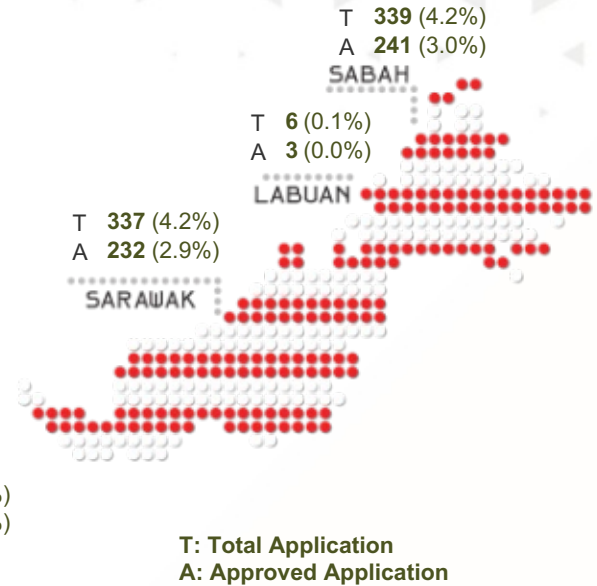 T 339 (4.2%)
A 241 (3.0%)
SABAH
T 6 (0.1%)
A 3 (0.0%)
LABUAN
T 337 (4.2%)
A 232 (2.9%)
SARAWAK
%)
%)
T: Total Application
A: Approved Application